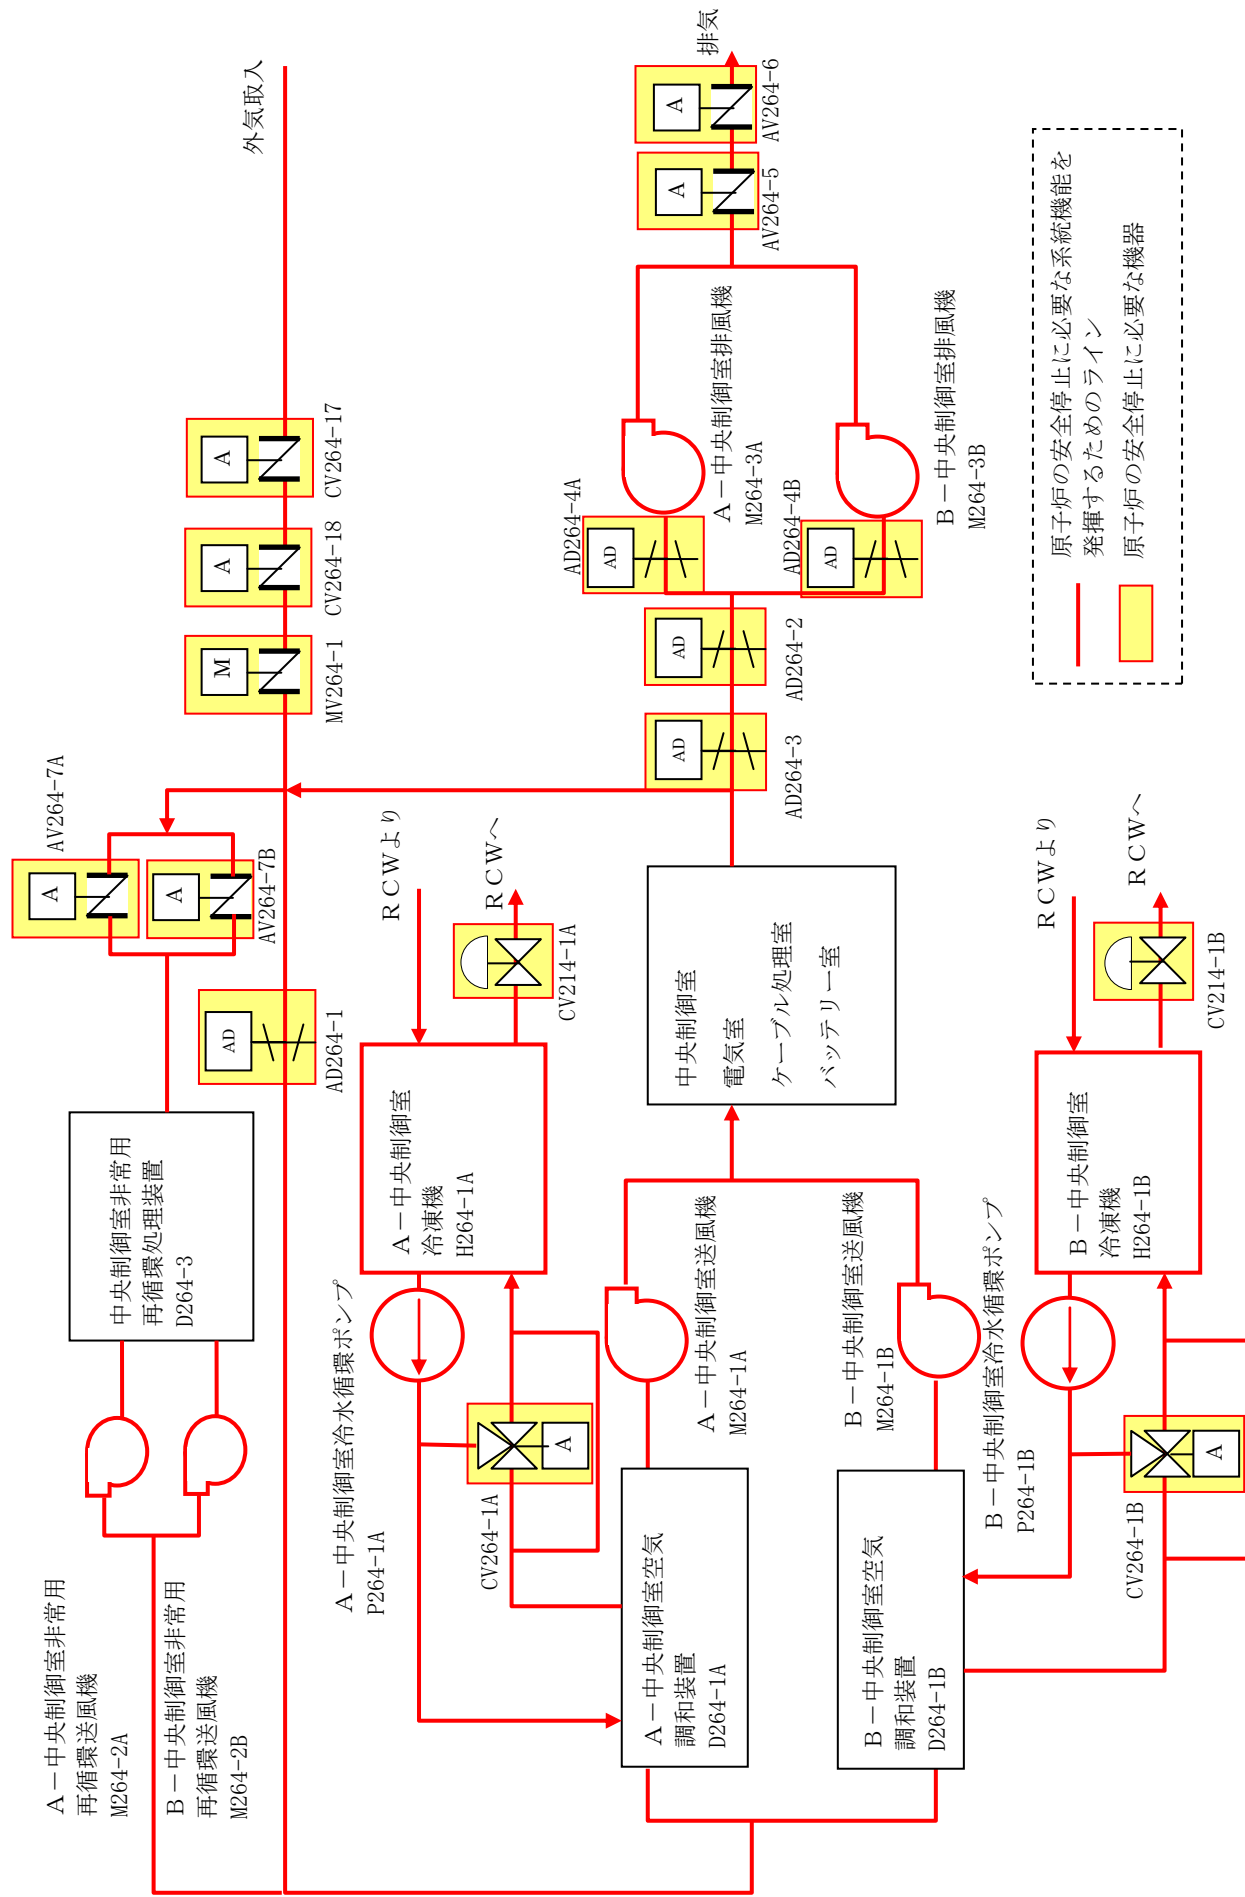 A－中央制御室非常用
再循環送風機
M264-2A
B－中央制御室非常用
再循環送風機
M264-2B
中央制御室非常用
再循環処理装置
D264-3
A
AV264-7A
A
AV264-7B
AD
AD264-1
M
MV264-1
A
CV264-18
A
CV264-17
外気取入
A－中央制御室冷水循環ポンプ
P264-1A
A－中央制御室
冷凍機
H264-1A
RCWより
RCWへ
CV214-1A
A
CV264-1A
A－中央制御室空気
調和装置
D264-1A
A－中央制御室送風機
M264-1A
B－中央制御室空気
調和装置
D264-1B
B－中央制御室送風機
M264-1B
中央制御室
電気室
ケーブル処理室
バッテリー室
AD
AD264-3
AD
AD264-2
AD
AD264-4A
AD
AD264-4B
A－中央制御室排風機
M264-3A
B－中央制御室排風機
M264-3B
A
AV264-5
A
AV264-6
排気
B－中央制御室冷水循環ポンプ
P264-1B
B－中央制御室
冷凍機
H264-1B
RCWより
RCWへ
CV214-1B
A
CV264-1B
原子炉の安全停止に必要な系統機能を
発揮するためのライン
原子炉の安全停止に必要な機器